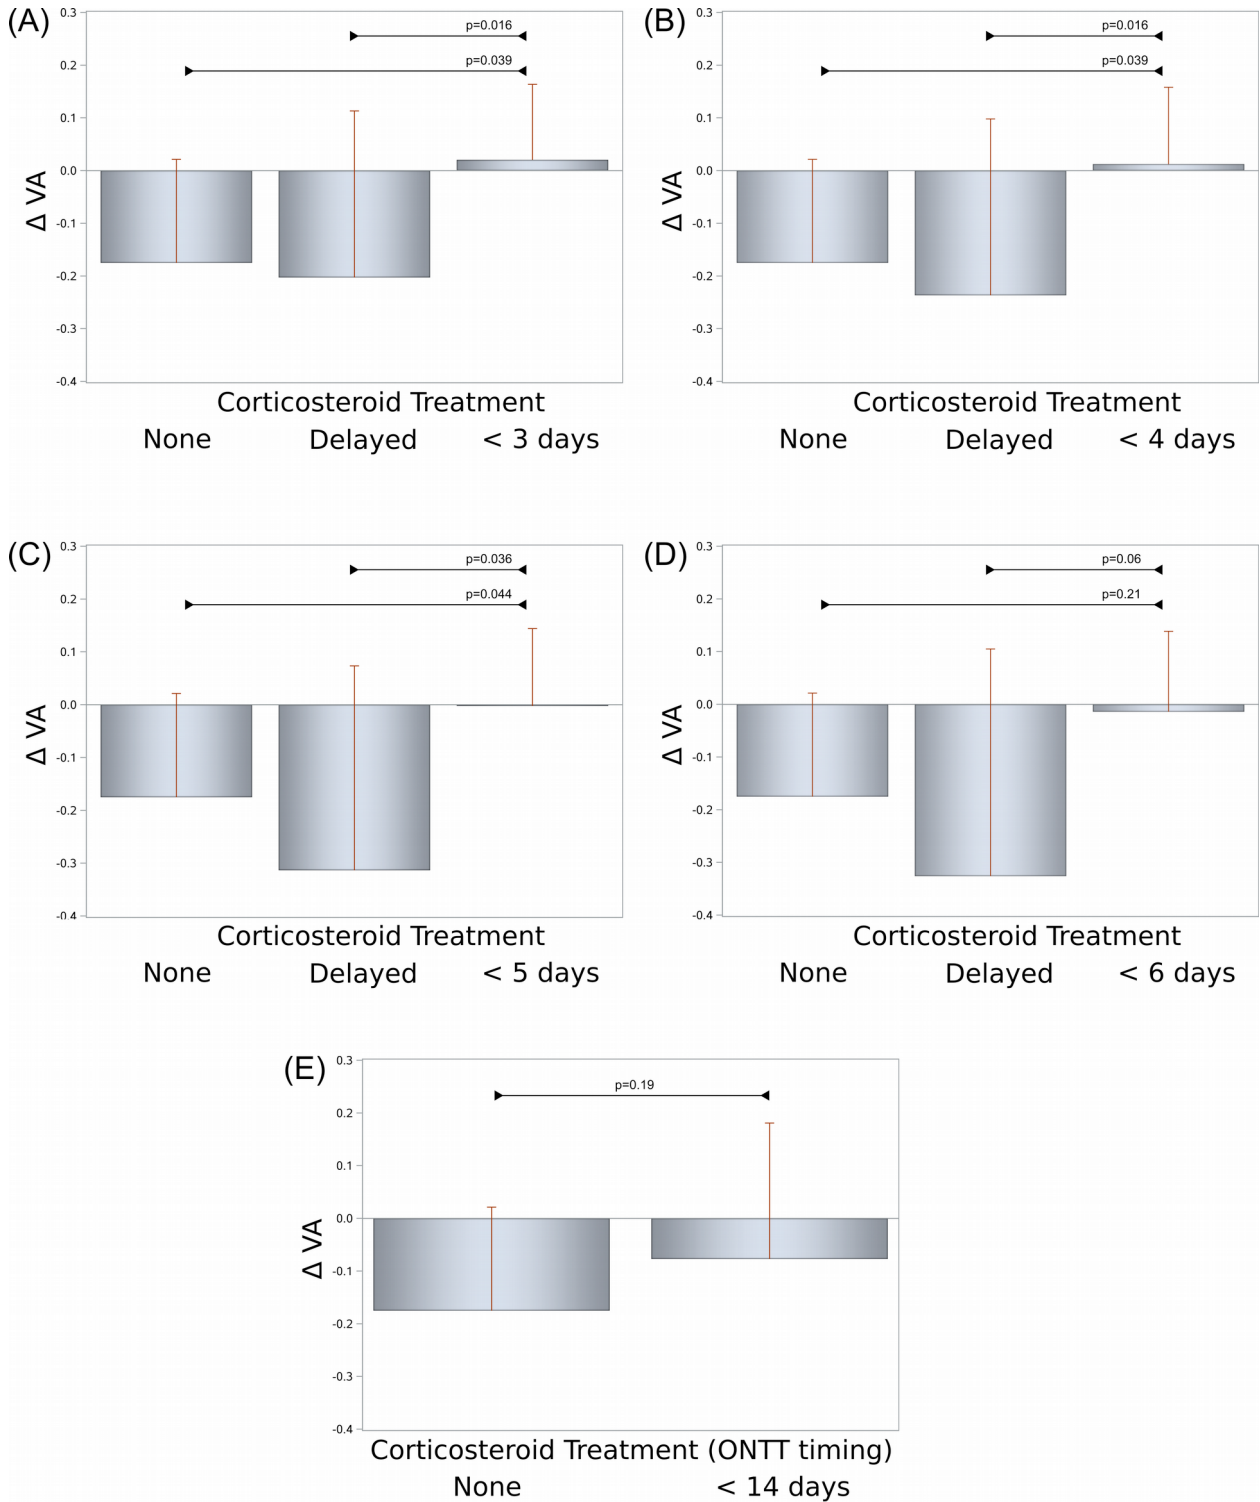 (A)
0.3
0.2
0.1
0.0
-0.1
-0.2
-0.3
-0.4
Δ VA
p=0.016
p=0.039
Corticosteroid Treatment
None Delayed < 3 days
(B)
0.3
0.2
0.1
0.0
-0.1
-0.2
-0.3
-0.4
Δ VA
p=0.016
p=0.039
Corticosteroid Treatment
None Delayed < 4 days
(C)
0.3
0.2
0.1
0.0
-0.1
-0.2
-0.3
-0.4
Δ VA
p=0.036
p=0.044
Corticosteroid Treatment
None Delayed < 5 days
(D)
0.3
0.2
0.1
0.0
-0.1
-0.2
-0.3
-0.4
Δ VA
p=0.06
p=0.21
Corticosteroid Treatment
None Delayed < 6 days
(E)
0.3
0.2
0.1
0.0
-0.1
-0.2
-0.3
-0.4
Δ VA
p=0.19
Corticosteroid Treatment (ONTT timing)
None < 14 days